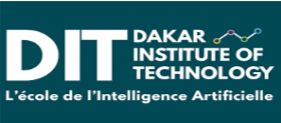 DIT
DAKAR
INSTITUTE OF
TECHNOLOGY
L'école de l'Intelligence Artificielle